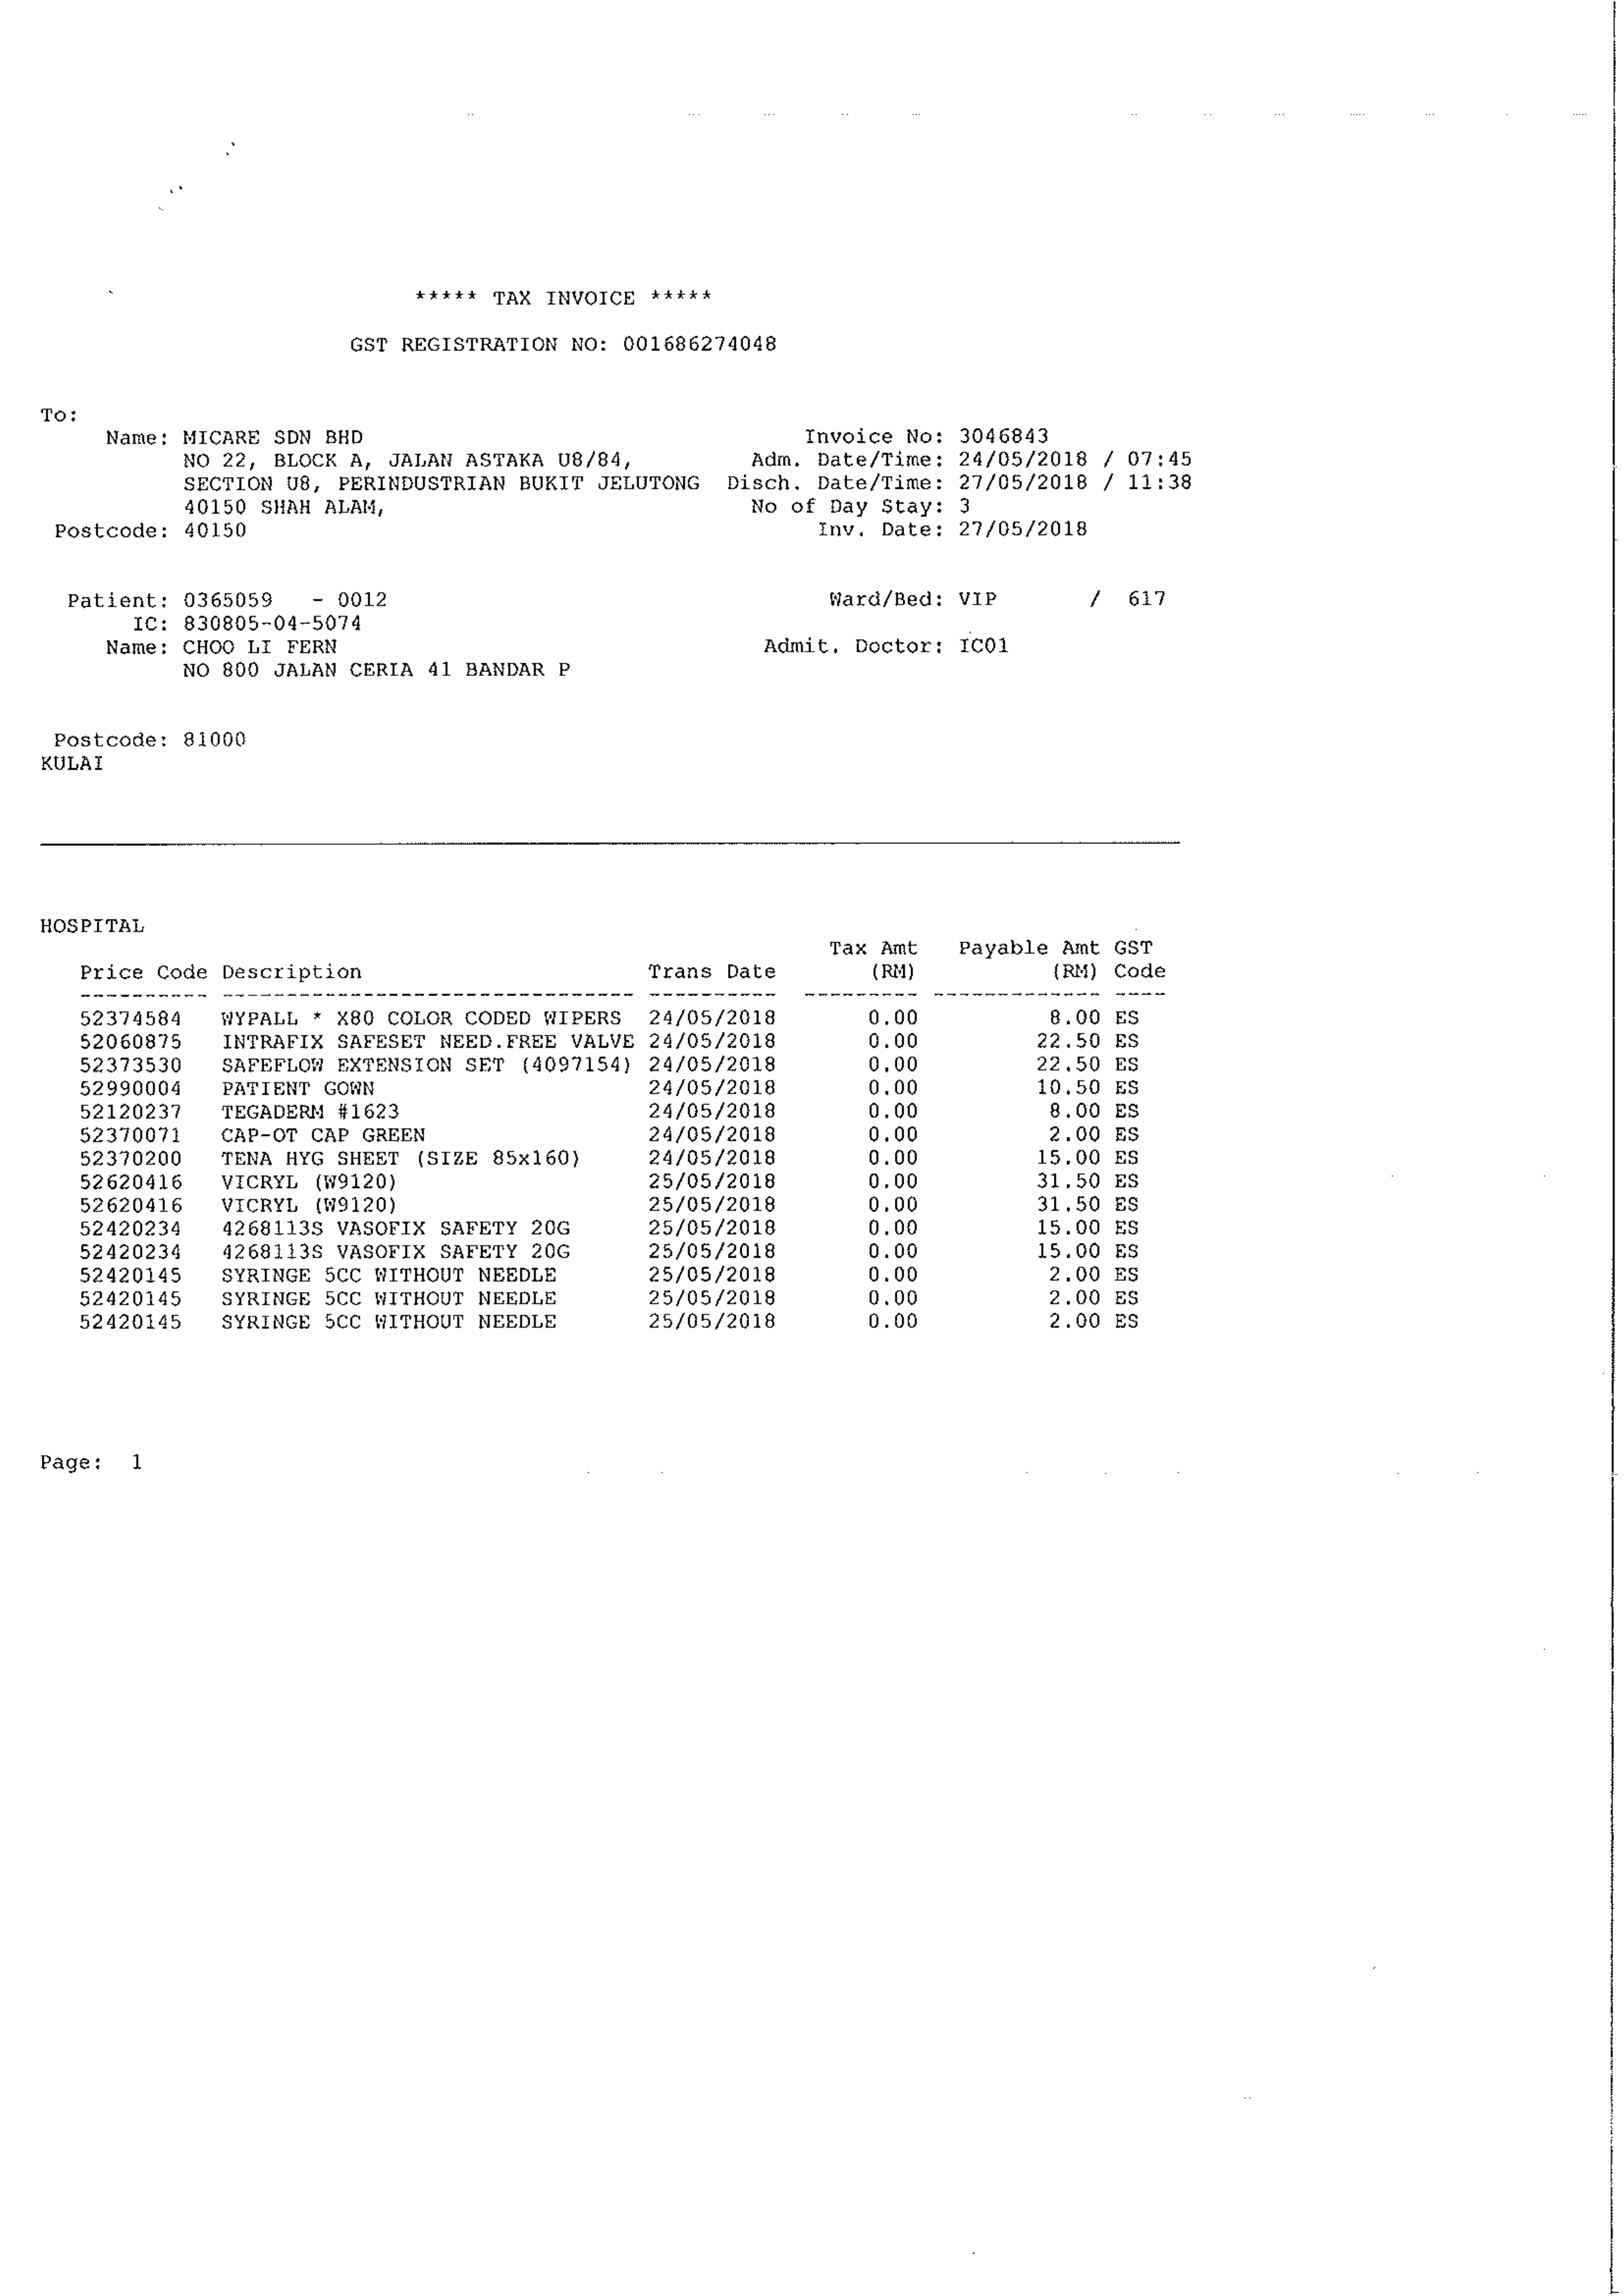 ***** TAX INVOICE *****
GST REGISTRATION NO: 001686274048
To:
Name: MICARE SDN BHD Invoice No: 3046843
NO 22, BLOCK A, JALAN ASTAKA U8/84, Adm. Date/Time: 24/05/2018 / 07:45
SECTION U8, PERINDUSTRIAN BUKIT JELUTONG Disch. Date/Time: 27/05/2018 / 11:38
40150 SHAH ALAM, No of Day Stay: 3
Postcode: 40150 Inv. Date: 27/05/2018
Patient: 0365059 - 0012 Ward/Bed: VIP / 617
IC: 830805-04-5074
Name: CHOO LI FERN Admit. Doctor: IC01
NO 800 JALAN CERIA 41 BANDAR P
Postcode: 81000
KULAI
HOSPITAL
Tax Amt Payable Amt GST
Price Code Description Trans Date (RM) (RM) Code
52374584 WYPALL * X80 COLOR CODED WIPERS 24/05/2018 0.00 8.00 ES
52060875 INTRAFIX SAFESET NEED.FREE VALVE 24/05/2018 0.00 22.50 ES
52373530 SAFEFLOW EXTENSION SET (4097154) 24/05/2018 0.00 22.50 ES
52990004 PATIENT GOWN 24/05/2018 0.00 10.50 ES
52120237 TEGADERM #1623 24/05/2018 0.00 8.00 ES
52370071 CAP-OT CAP GREEN 24/05/2018 0.00 2.00 ES
52370200 TENA HYG SHEET (SIZE 85x160) 24/05/2018 0.00 15.00 ES
52620416 VICRYL (W9120) 25/05/2018 0.00 31.50 ES
52620416 VICRYL (W9120) 25/05/2018 0.00 31.50 ES
52420234 4268113S VASOFIX SAFETY 20G 25/05/2018 0.00 15.00 ES
52420234 4268113S VASOFIX SAFETY 20G 25/05/2018 0.00 15.00 ES
52420145 SYRINGE 5CC WITHOUT NEEDLE 25/05/2018 0.00 2.00 ES
52420145 SYRINGE 5CC WITHOUT NEEDLE 25/05/2018 0.00 2.00 ES
52420145 SYRINGE 5CC WITHOUT NEEDLE 25/05/2018 0.00 2.00 ES
Page: 1